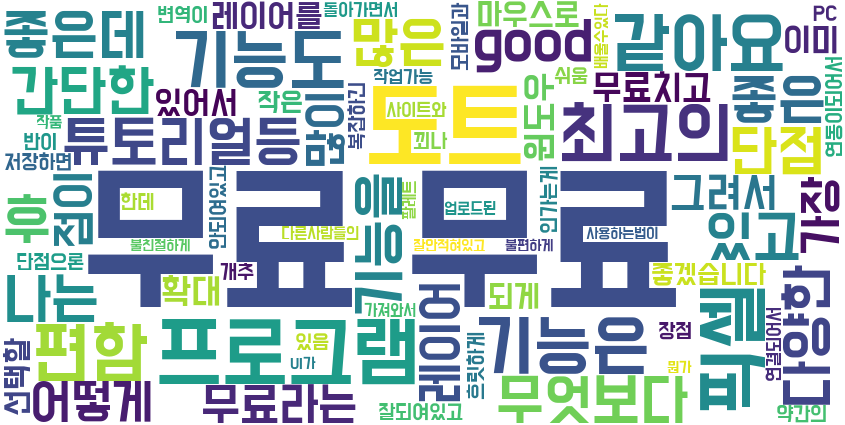 좋은데
번역이
레이어를
돌아가면서
많은
마우스로
good
모바일과
배울수있다
같아요
이미
PC
간단한
기능도
작업가능
쉬움
무료치고
좋은
연동이되어서
있어서
작은
복잡하긴
사이트와
도트
원도아
최고의
단점
작품
반이
저장하면
튜토리얼등
많이
꾀나
우
점이
무료 무료
한데
안되어있고
기능을
팔레트
업로드된
인가는게
그려서
있고
가장
불친절하게
다른사람들의
잘안적혀있고
불편하게
사용하는법이
단점으론
개추
확대
나는
가져와서
되게
좋겠습니다
픽셀
다양한
선택할
편함
프로그램
있음
UI가
레이어
흐릿하게
기능은
장점
뭔가
연결되어서
어떻게
무료라는
잘되어있고
무엇보다
약간의